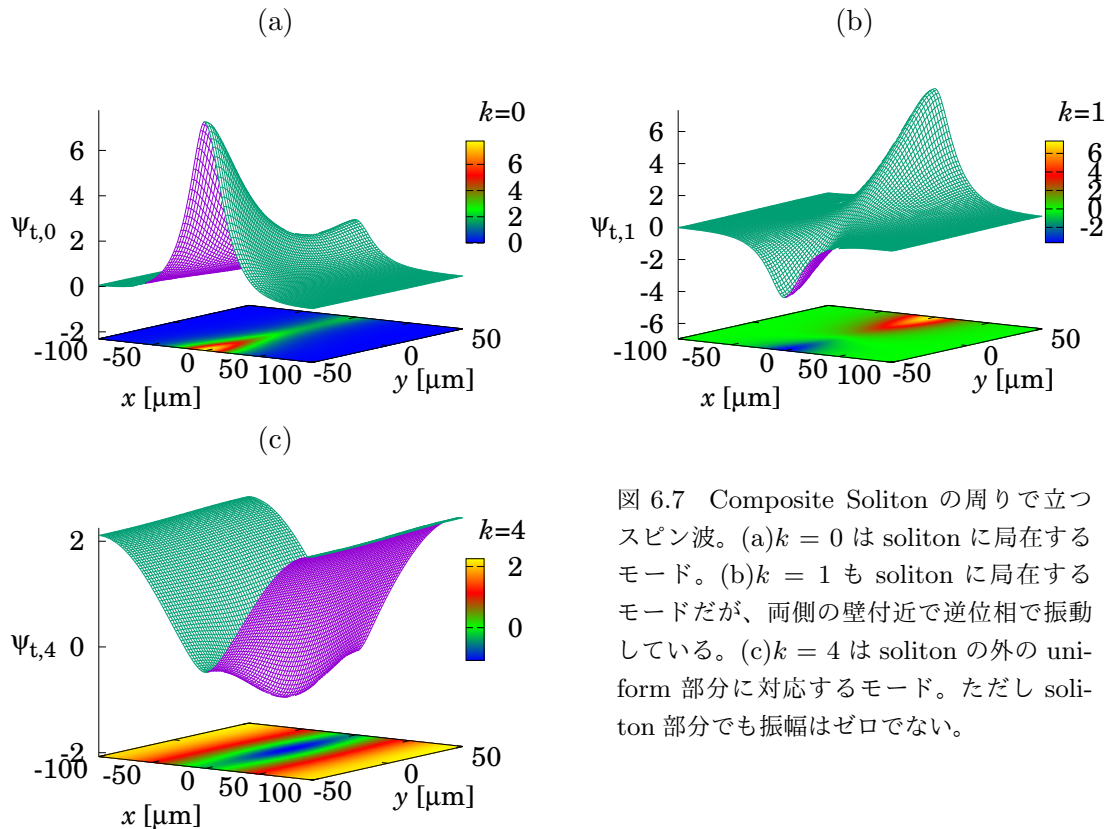 (a)
k=0
6
4
2
0
-2
ψt,0
6
4
2
0
-100
-50
0
50
100
x [μm]
-50
0
50
y [μm]
(b)
k=1
6
4
2
0
-2
-4
-6
ψt,1
6
4
2
0
-2
-100
-50
0
50
100
x [μm]
-50
0
50
y [μm]
(c)
k=4
2
0
-2
ψt,4
2
0
-100
-50
0
50
100
x [μm]
-50
0
50
y [μm]
図 6.7 Composite Soliton の周りで立つ
スピン波。(a)k = 0 は soliton に局在する
モード。(b)k = 1 も soliton に局在する
モードだが、両側の壁付近で逆位相で振動
している。(c)k = 4 は soliton の外の uni-
form 部分に対応するモード。ただし soli-
ton 部分でも振幅はゼロでない。